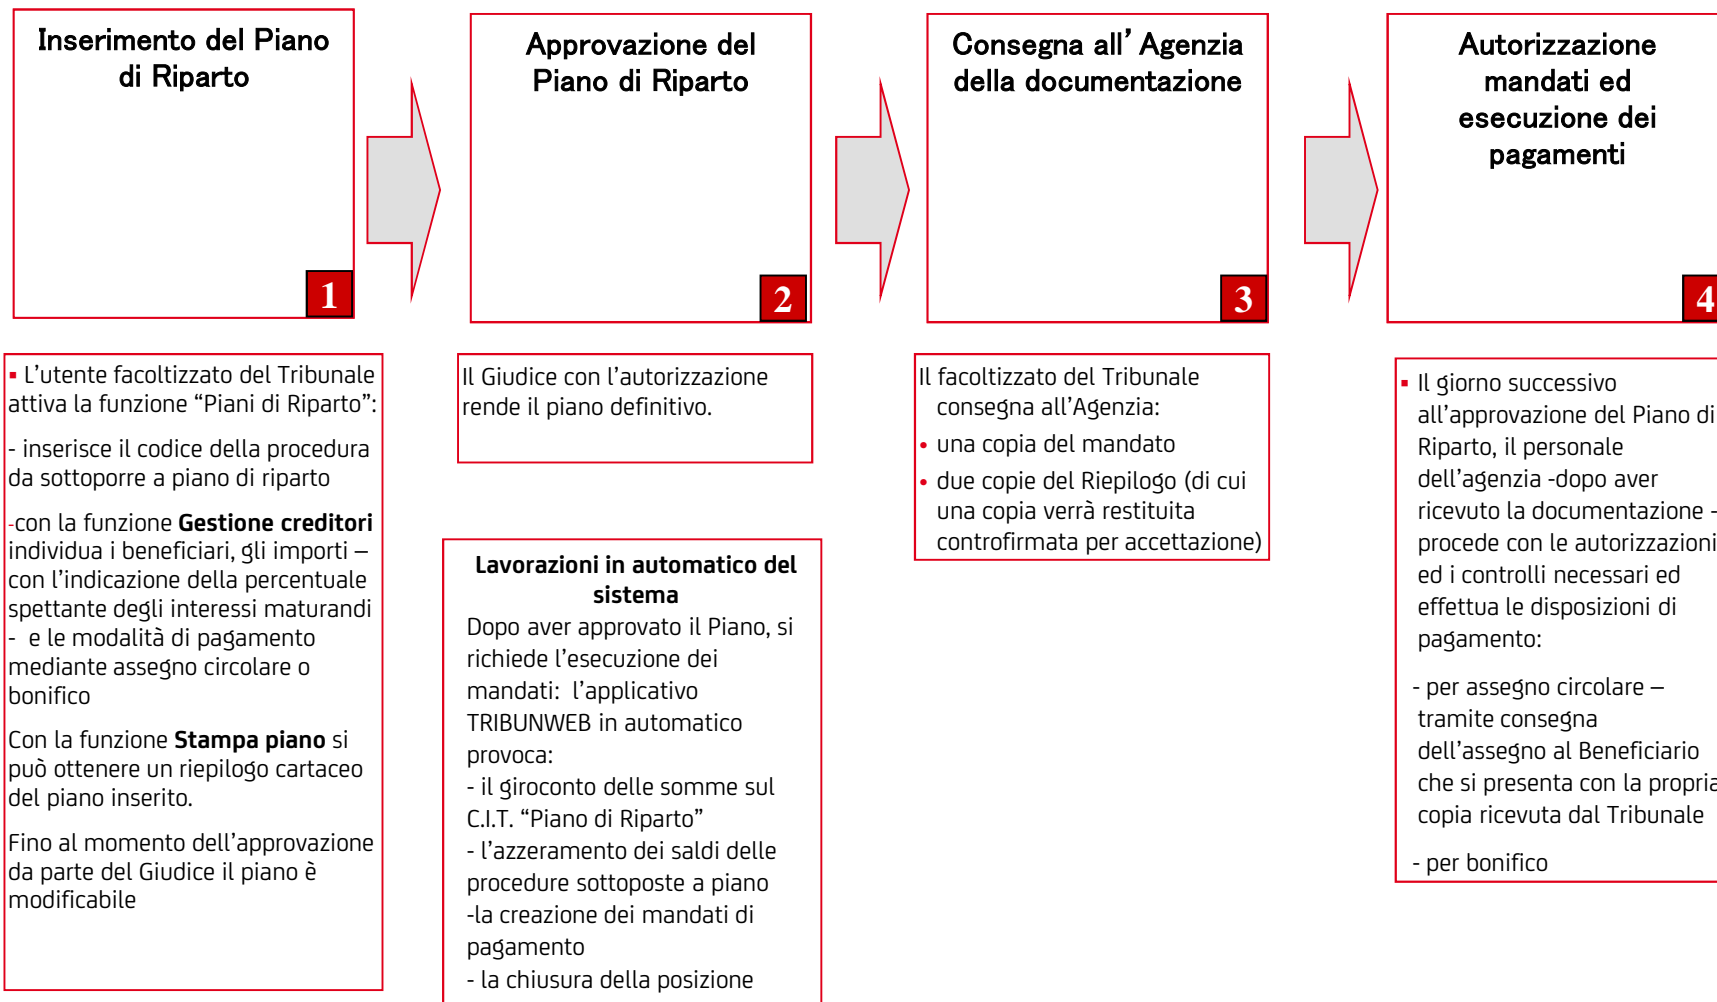 Inserimento del Piano
di Riparto
1
Approvazione del
Piano di Riparto
2
Consegna all’Agenzia
della documentazione
3
Autorizzazione
mandati ed
esecuzione dei
pagamenti
4
▪ L’utente facoltizzato del Tribunale
attiva la funzione “Piani di Riparto”:
- inserisce il codice della procedura
da sottoporre a piano di riparto
-con la funzione Gestione creditori
individua i beneficiari, gli importi –
con l’indicazione della percentuale
spettante degli interessi maturandi
- e le modalità di pagamento
mediante assegno circolare o
bonifico
Con la funzione Stampa piano si
può ottenere un riepilogo cartaceo
del piano inserito.
Fino al momento dell’approvazione
da parte del Giudice il piano è
modificabile
Il Giudice con l’autorizzazione
rende il piano definitivo.
Lavorazioni in automatico del
sistema
Dopo aver approvato il Piano, si
richiede l’esecuzione dei
mandati: l’applicativo
TRIBUNWEB in automatico
provoca:
- il giroconto delle somme sul
C.I.T. “Piano di Riparto”
- l’azzeramento dei saldi delle
procedure sottoposte a piano
-la creazione dei mandati di
pagamento
- la chiusura della posizione
Il facoltizzato del Tribunale
consegna all’Agenzia:
• una copia del mandato
• due copie del Riepilogo (di cui
una copia verrà restituita
controfirmata per accettazione)
▪ Il giorno successivo
all’approvazione del Piano di
Riparto, il personale
dell’agenzia -dopo aver
ricevuto la documentazione -
procede con le autorizzazioni
ed i controlli necessari ed
effettua le disposizioni di
pagamento:
- per assegno circolare –
tramite consegna
dell’assegno al Beneficiario
che si presenta con la propria
copia ricevuta dal Tribunale
- per bonifico